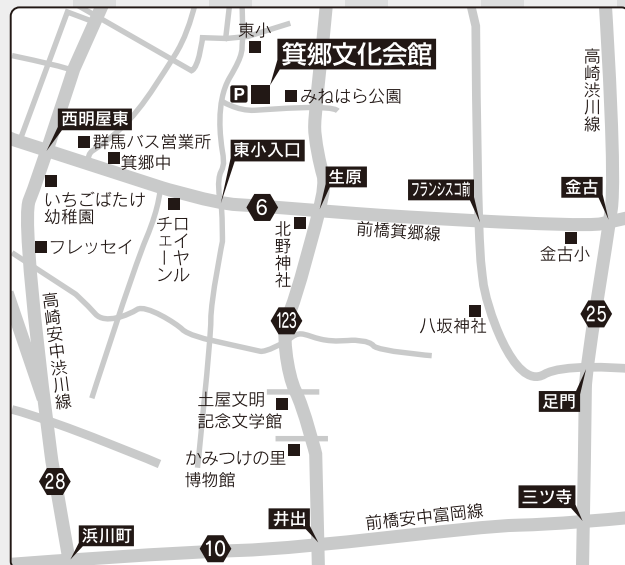 東小
箕郷文化会館
P
みねはら公園
高崎渋川線
西明屋東
群馬バス営業所
箕郷中
東小入口
生原
フランシスコ前
金古
いちごばたけ
幼稚園
ロイヤル
チェーン
6
北野神社
前橋箕郷線
金古小
フレッセイ
高崎安中渋川線
123
八坂神社
25
土屋文明
記念文学館
足門
かみつけの里
博物館
28
浜川町
10
井出
前橋安中富岡線
三ツ寺